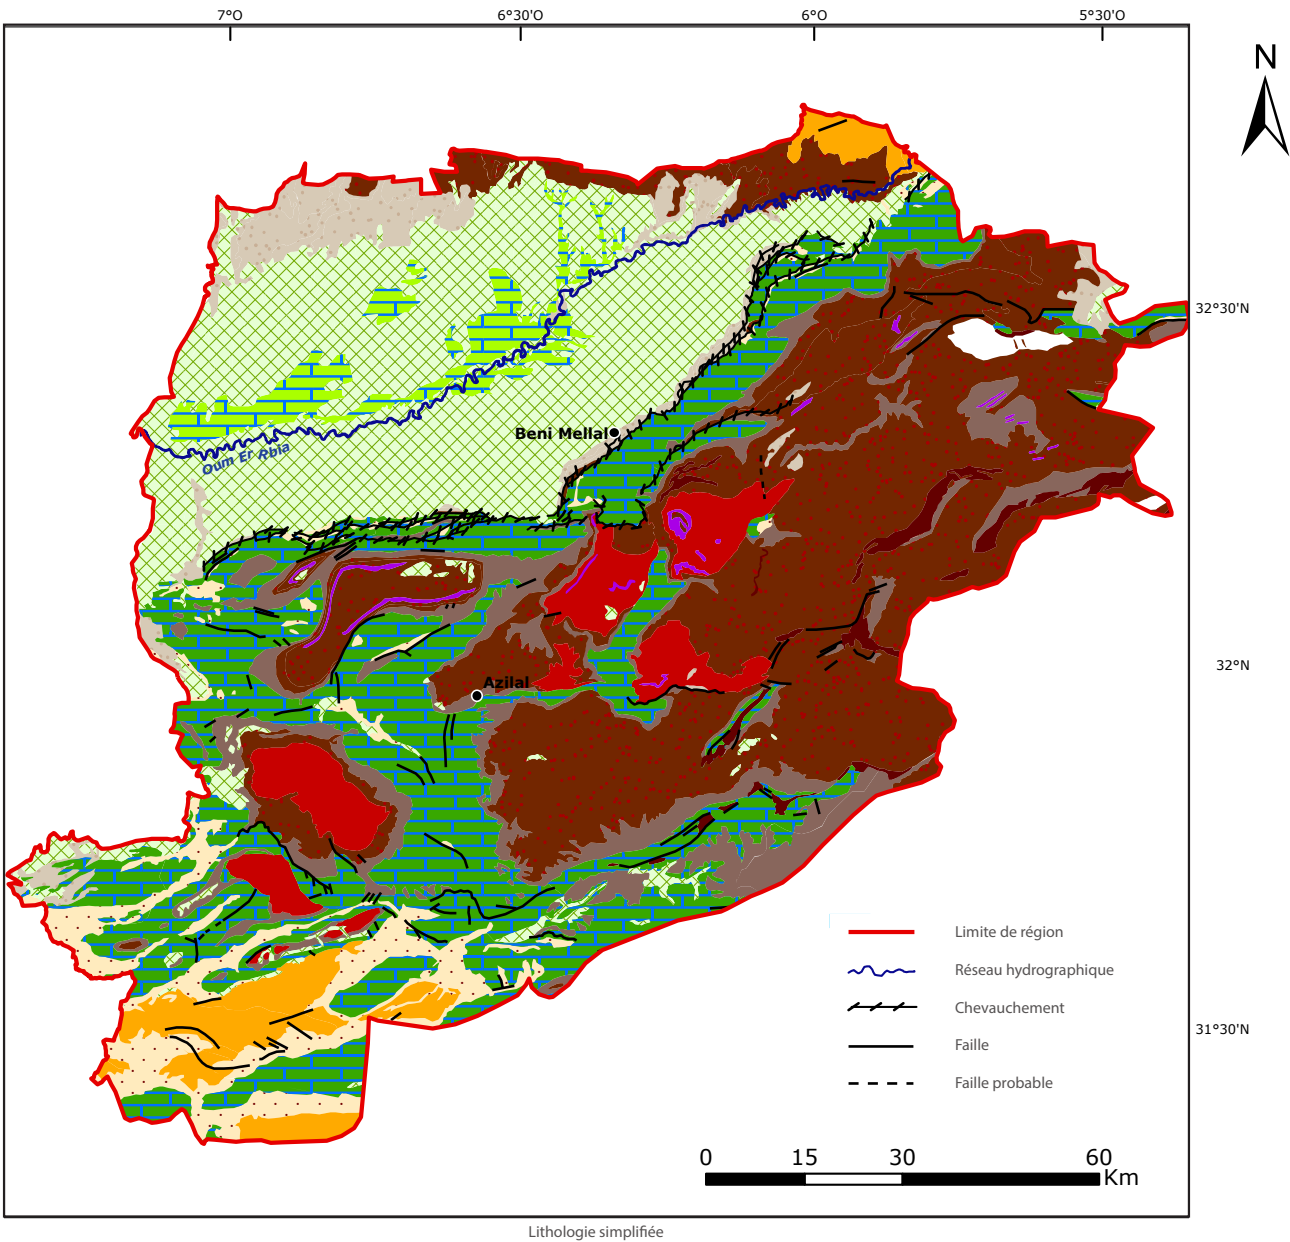 7°O 6°30'O 6°O 5°30'O
N
32°30'N
Beni Mellal
Oum Er Rbia
32°N
Azilal
Limite de région
Réseau hydrographique
Chevauchement
31°30'N
Faille
Faille probable
0 15 30 60
Km
Lithologie simplifiée